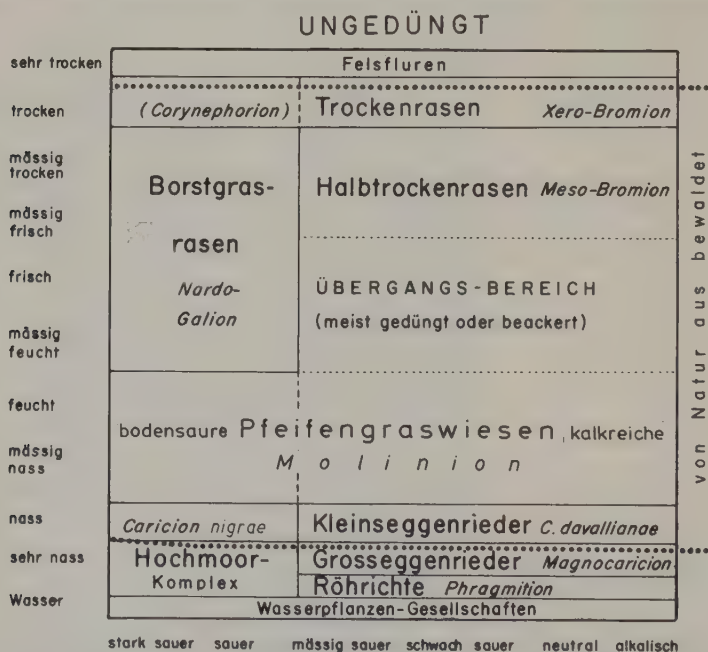 UNGEDÜNGT
sehr trocken
Felsfluren
trocken
(Corynephorion) Trockenrasen Xero-Bromion
mässig
trocken
Borstgras-
Halbtrockenrasen Meso-Bromion
mässig
frisch
rasen
frisch
Nardo-
Galion
ÜBERGANGS-BEREICH
(meist gedüngt oder beackert)
mässig
feucht
feucht
bodensaure Pfeifengraswiesen, kalkreiche
Molinion
mässig
nass
nass
Caricion nigrae
Kleinseggenrieder C. davallianae
sehr nass
Hochmoor-
Komplex
Grosseggenrieder Magnocaricion
Röhrichte Phragmition
Wasser
Wasserpflanzen-Gesellschaften
stark sauer sauer mässig sauer schwach sauer neutral alkalisch
von Natur aus bewaldet